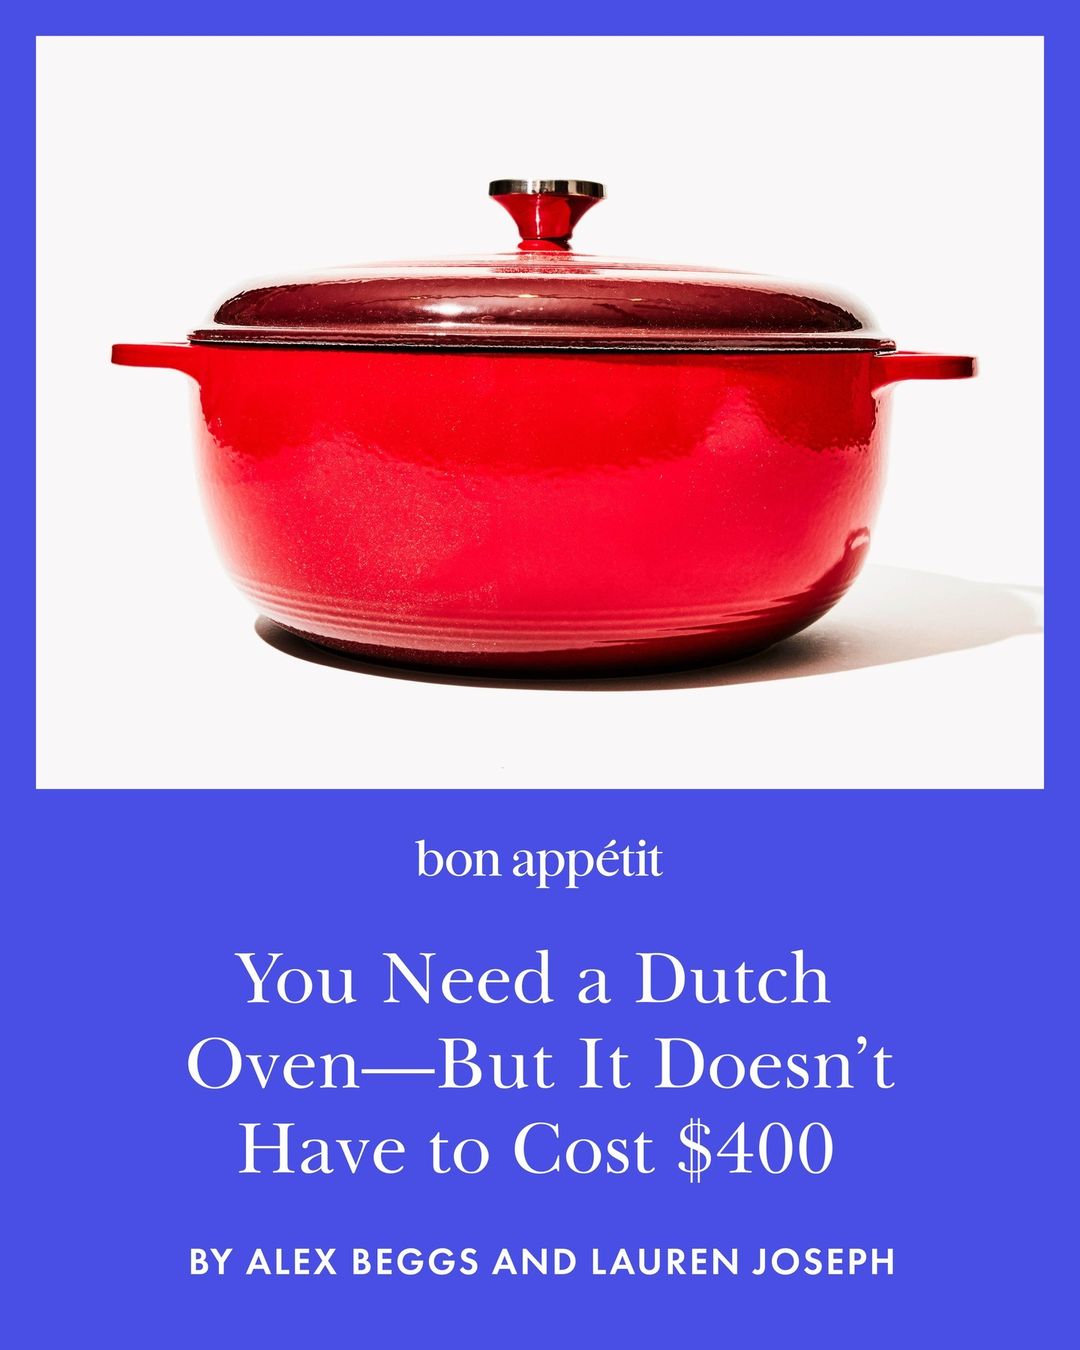 bon appétit
You Need a Dutch
Oven—But It Doesn’t
Have to Cost $400
BY ALEX BEGGS AND LAUREN JOSEPH